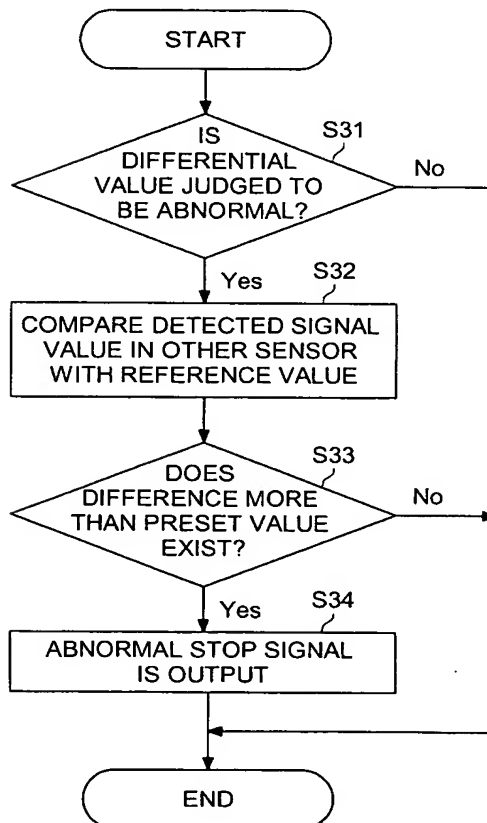 START
S31
IS
DIFFERENTIAL
VALUE JUDGED TO
BE ABNORMAL?
No
Yes
S32
COMPARE DETECTED SIGNAL
VALUE IN OTHER SENSOR
WITH REFERENCE VALUE
S33
DOES
DIFFERENCE MORE
THAN PRESET VALUE
EXIST?
No
Yes
S34
ABNORMAL STOP SIGNAL
IS OUTPUT
END